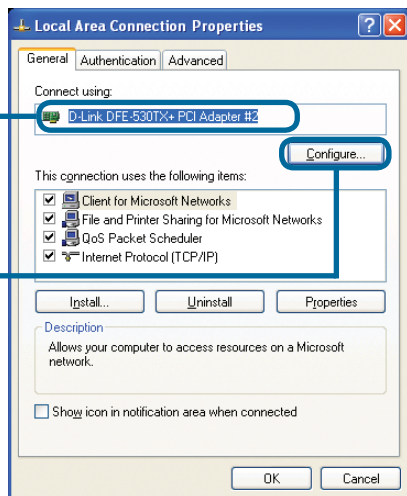 Local Area Connection Properties
General Authentication Advanced
Connect using:
D-Link DFE-530TX+ PCI Adapter #2
Configure...
This connection uses the following items:
Client for Microsoft Networks
File and Printer Sharing for Microsoft Networks
QoS Packet Scheduler
Internet Protocol (TCP/IP)
Install... Uninstall Properties
Description
Allows your computer to access resources on a Microsoft
network.
Show icon in notification area when connected
OK Cancel